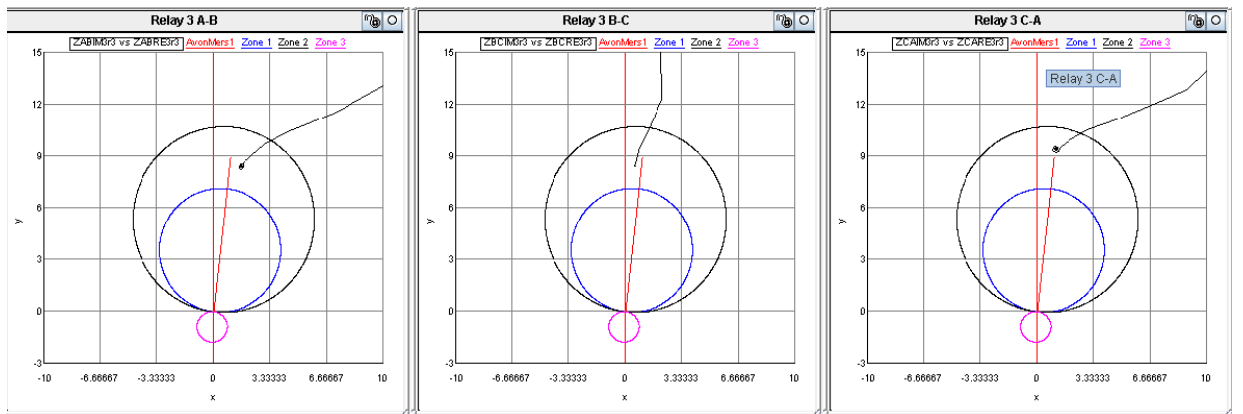 Relay 3 A-B
ZABIM3r3 vs ZABRE3r3 AvonMers1 Zone 1 Zone 2 Zone 3
15
12
9
6
3
0
-3
y
-10 -6.66667 -3.33333 0 3.33333 6.66667 10
x
Relay 3 B-C
ZBCIM3r3 vs ZBCRE3r3 AvonMers1 Zone 1 Zone 2 Zone 3
15
12
9
6
3
0
-3
y
-10 -6.66667 -3.33333 0 3.33333 6.66667 10
x
Relay 3 C-A
ZCAIM3r3 vs ZCARE3r3 AvonMers1 Zone 1 Zone 2 Zone 3
Relay 3 C-A
15
12
9
6
3
0
-3
y
-10 -6.66667 -3.33333 0 3.33333 6.66667 10
x